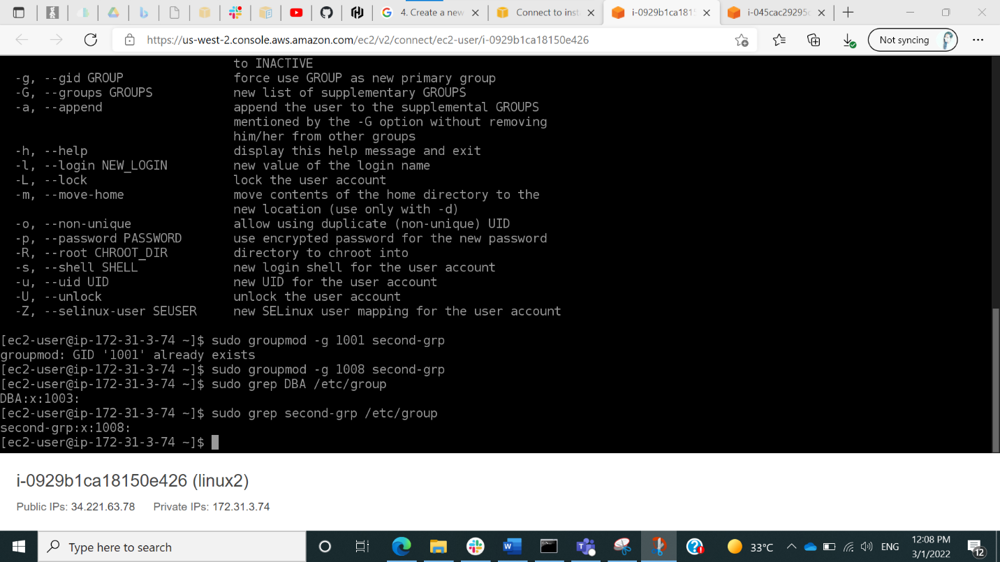 4. Create a new
Connect to inst
i-0929b1ca1815
i-045cac29295c
https://us-west-2.console.aws.amazon.com/ec2/v2/connect/ec2-user/i-0929b1ca18150e426
Not syncing
to INACTIVE
-g, --gid GROUP force use GROUP as new primary group
-G, --groups GROUPS new list of supplementary GROUPS
-a, --append append the user to the supplemental GROUPS
mentioned by the -G option without removing
him/her from other groups
-h, --help display this help message and exit
-l, --login NEW_LOGIN new value of the login name
-L, --lock lock the user account
-m, --move-home move contents of the home directory to the
new location (use only with -d)
-o, --non-unique allow using duplicate (non-unique) UID
-p, --password PASSWORD use encrypted password for the new password
-R, --root CHROOT_DIR directory to chroot into
-s, --shell SHELL new login shell for the user account
-u, --uid UID new UID for the user account
-U, --unlock unlock the user account
-Z, --selinux-user SEUSER new SELinux user mapping for the user account
[ec2-user@ip-172-31-3-74 ~]$ sudo groupmod -g 1001 second-grp
groupmod: GID '1001' already exists
[ec2-user@ip-172-31-3-74 ~]$ sudo groupmod -g 1008 second-grp
[ec2-user@ip-172-31-3-74 ~]$ sudo grep DBA /etc/group
DBA:x:1003:
[ec2-user@ip-172-31-3-74 ~]$ sudo grep second-grp /etc/group
second-grp:x:1008:
[ec2-user@ip-172-31-3-74 ~]$
i-0929b1ca18150e426 (linux2)
Public IPs: 34.221.63.78 Private IPs: 172.31.3.74
Type here to search
33°C
ENG
12:08 PM
3/1/2022
12